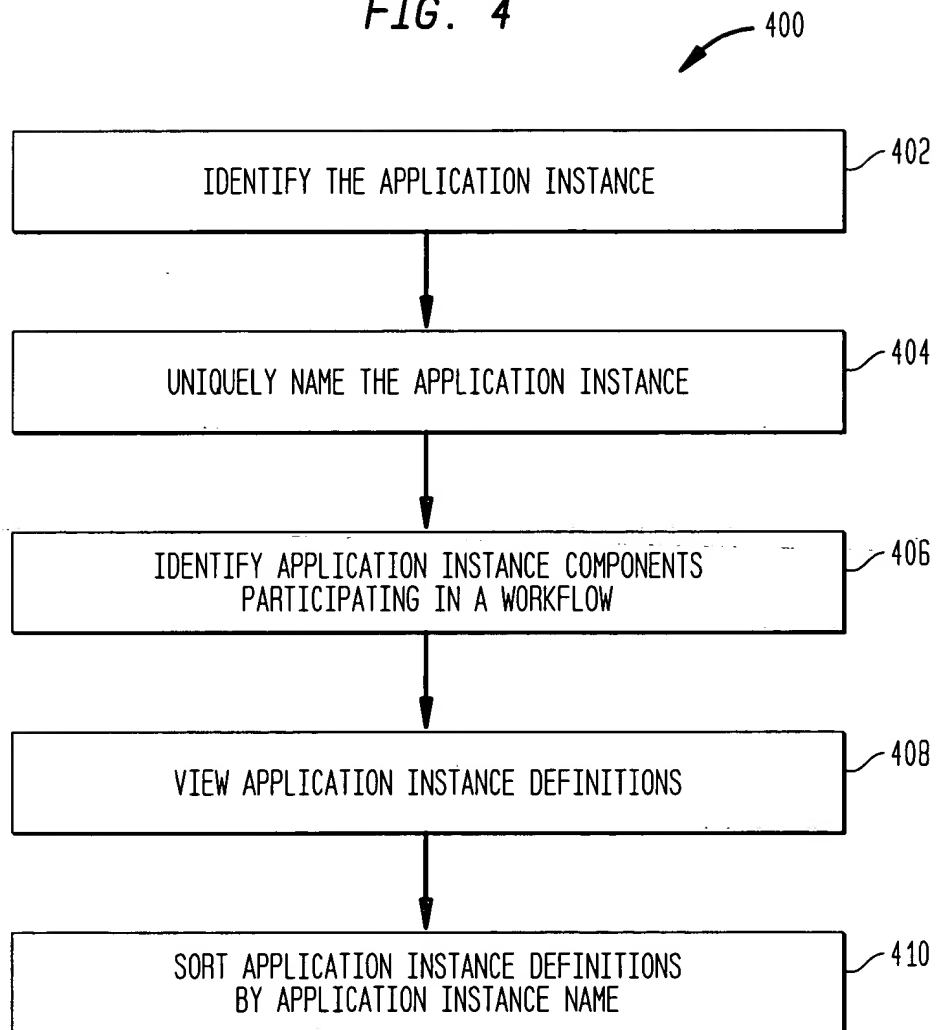 FIG. 4
400
IDENTIFY THE APPLICATION INSTANCE
402
UNIQUELY NAME THE APPLICATION INSTANCE
404
IDENTIFY APPLICATION INSTANCE COMPONENTS
PARTICIPATING IN A WORKFLOW
406
VIEW APPLICATION INSTANCE DEFINITIONS
408
SORT APPLICATION INSTANCE DEFINITIONS
BY APPLICATION INSTANCE NAME
410